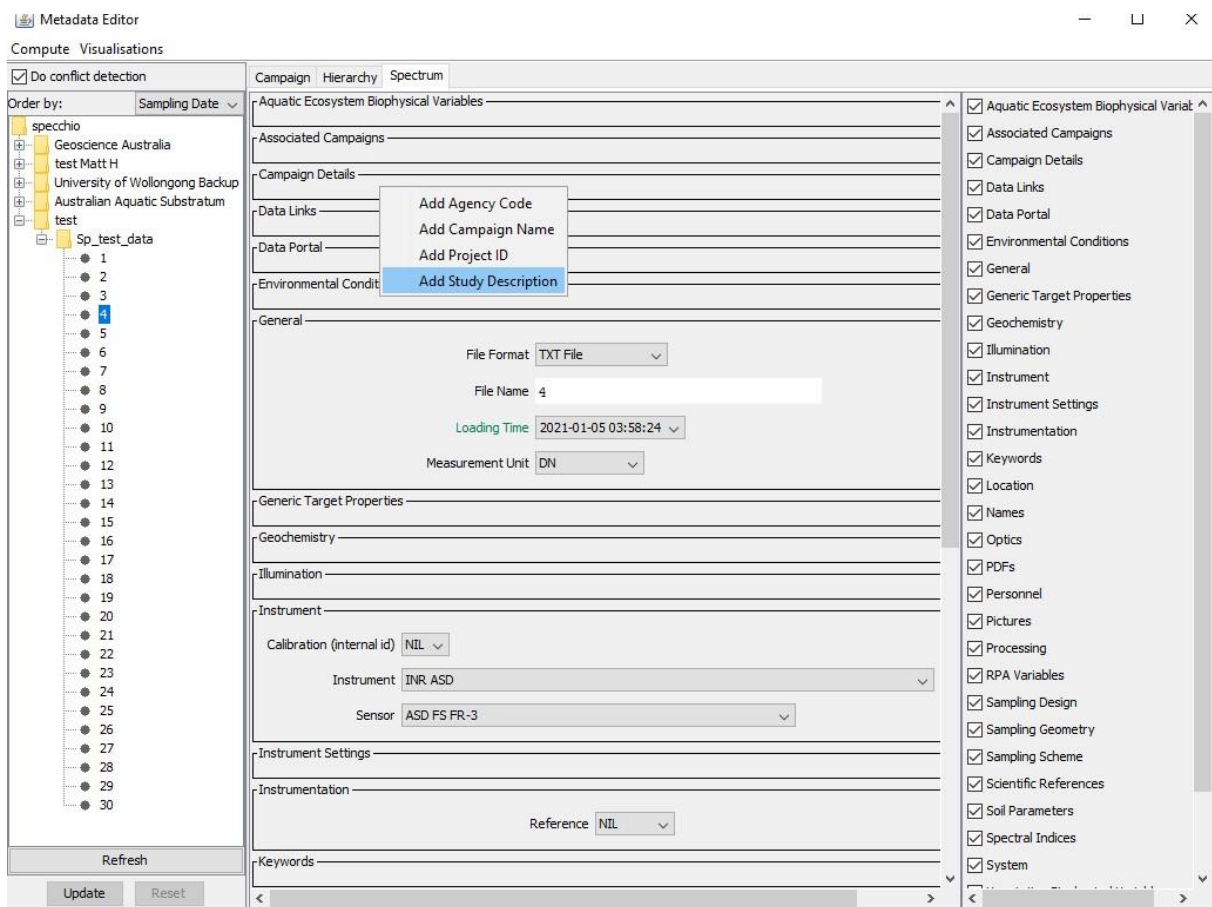 Metadata Editor
Compute Visualisations
Do conflict detection
Order by: Sampling Date
specchio
Geoscience Australia
test Matt H
University of Wollongong Backup
Australian Aquatic Substratum
test
Sp_test_data
1
2
3
4
5
6
7
8
9
10
11
12
13
14
15
16
17
18
19
20
21
22
23
24
25
26
27
28
29
30
Refresh
Update Reset
Campaign Hierarchy Spectrum
Aquatic Ecosystem Biophysical Variables
Associated Campaigns
Campaign Details
Data Links
Data Portal
Environmental Condit
Add Agency Code
Add Campaign Name
Add Project ID
Add Study Description
General
File Format TXT File
File Name 4
Loading Time 2021-01-05 03:58:24
Measurement Unit DN
Generic Target Properties
Geochemistry
Illumination
Instrument
Calibration (internal id) NIL
Instrument INR ASD
Sensor ASD FS FR-3
Instrument Settings
Instrumentation
Reference NIL
Keywords
Aquatic Ecosystem Biophysical Variat
Associated Campaigns
Campaign Details
Data Links
Data Portal
Environmental Conditions
General
Generic Target Properties
Geochemistry
Illumination
Instrument
Instrument Settings
Instrumentation
Keywords
Location
Names
Optics
PDFs
Personnel
Pictures
Processing
RPA Variables
Sampling Design
Sampling Geometry
Sampling Scheme
Scientific References
Soil Parameters
Spectral Indices
System